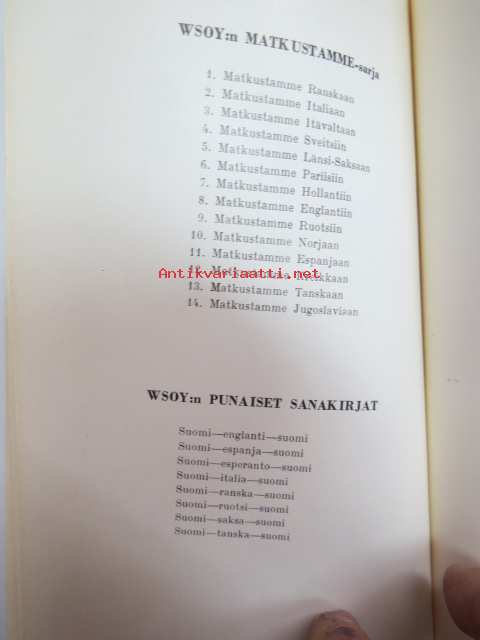 WSOY:n MATKUSTAMME-sarja
1. Matkustamme Ranskaan
2. Matkustamme Italiaan
3. Matkustamme Itävaltaan
4. Matkustamme Sveitsiin
5. Matkustamme Länsi-Saksaan
6. Matkustamme Pariisiin
7. Matkustamme Hollantiin
8. Matkustamme Englantiin
9. Matkustamme Ruotsiin
10. Matkustamme Norjaan
11. Matkustamme Espanjaan
12. Matkustamme
Antikvariaatti.net
13. Matkustamme Tanskaan
14. Matkustamme Jugoslaviaan
WSOY:n PUNAISET SANAKIRJAT
Suomi—englanti—suomi
Suomi—espanja—suomi
Suomi—esperanto—suomi
Suomi—italia—suomi
Suomi—ranska—suomi
Suomi—ruotsi—suomi
Suomi—saksa—suomi
Suomi—tanska—suomi